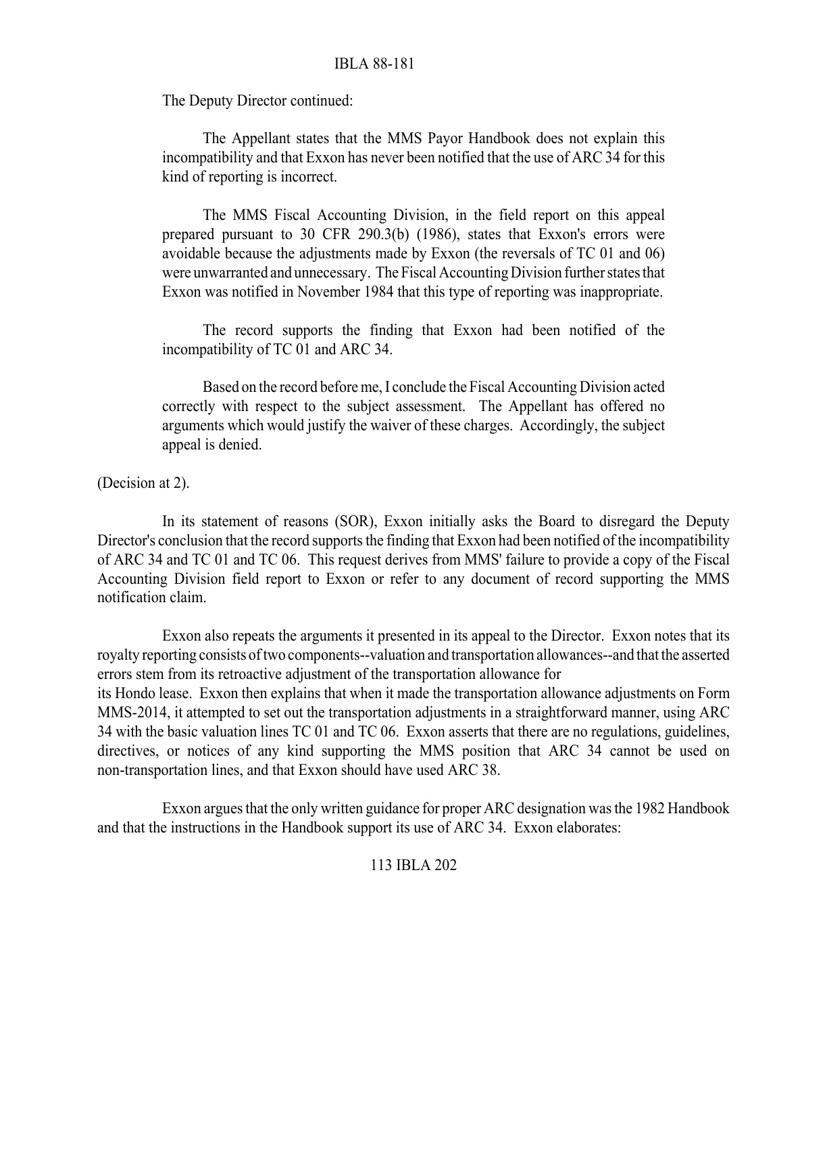 IBLA 88-181
The Deputy Director continued:
The Appellant states that the MMS Payor Handbook does not explain this
incompatibility and that Exxon has never been notified that the use of ARC 34 for this
kind of reporting is incorrect.
The MMS Fiscal Accounting Division, in the field report on this appeal
prepared pursuant to 30 CFR 290.3(b) (1986), states that Exxon's errors were
avoidable because the adjustments made by Exxon (the reversals of TC 01 and 06)
were unwarranted and unnecessary. The Fiscal Accounting Division further states that
Exxon was notified in November 1984 that this type of reporting was inappropriate.
The record supports the finding that Exxon had been notified of the
incompatibility of TC 01 and ARC 34.
Based on the record before me, I conclude the Fiscal Accounting Division acted
correctly with respect to the subject assessment. The Appellant has offered no
arguments which would justify the waiver of these charges. Accordingly, the subject
appeal is denied.
(Decision at 2).
In its statement of reasons (SOR), Exxon initially asks the Board to disregard the Deputy
Director's conclusion that the record supports the finding that Exxon had been notified of the incompatibility
of ARC 34 and TC 01 and TC 06. This request derives from MMS' failure to provide a copy of the Fiscal
Accounting Division field report to Exxon or refer to any document of record supporting the MMS
notification claim.
Exxon also repeats the arguments it presented in its appeal to the Director. Exxon notes that its
royalty reporting consists of two components--valuation and transportation allowances--and that the asserted
errors stem from its retroactive adjustment of the transportation allowance for
its Hondo lease. Exxon then explains that when it made the transportation allowance adjustments on Form
MMS-2014, it attempted to set out the transportation adjustments in a straightforward manner, using ARC
34 with the basic valuation lines TC 01 and TC 06. Exxon asserts that there are no regulations, guidelines,
directives, or notices of any kind supporting the MMS position that ARC 34 cannot be used on
non-transportation lines, and that Exxon should have used ARC 38.
Exxon argues that the only written guidance for proper ARC designation was the 1982 Handbook
and that the instructions in the Handbook support its use of ARC 34. Exxon elaborates:
113 IBLA 202